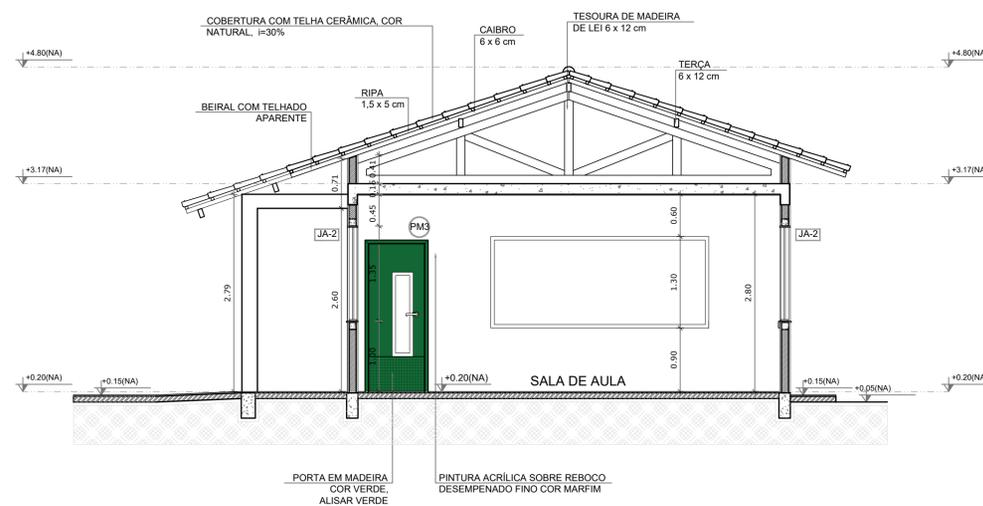 COBERTURA COM TELHA CERÂMICA, COR
NATURAL, i=30%
TESOURA DE MADEIRA
DE LEI 6 x 12 cm
CAIBRO
6 x 6 cm
+4.80(NA)
+4.80(NA)
TERÇA
6 x 12 cm
RIPA
1,5 x 5 cm
BEIRAL COM TELHADO
APARENTE
+3.17(NA)
+3.17(NA)
0.71
0.41
0.16
0.45
0.60
PM3
JA-2
JA-2
2.79
2.60
1.35
1.30
2.80
1.00
0.90
+0.20(NA)
+0.15(NA)
+0.20(NA)
SALA DE AULA
+0.15(NA)
+0.05(NA)
+0.20(NA)
PORTA EM MADEIRA
COR VERDE,
ALISAR VERDE
PINTURA ACRÍLICA SOBRE REBOCO
DESEMPENADO FINO COR MARFIM